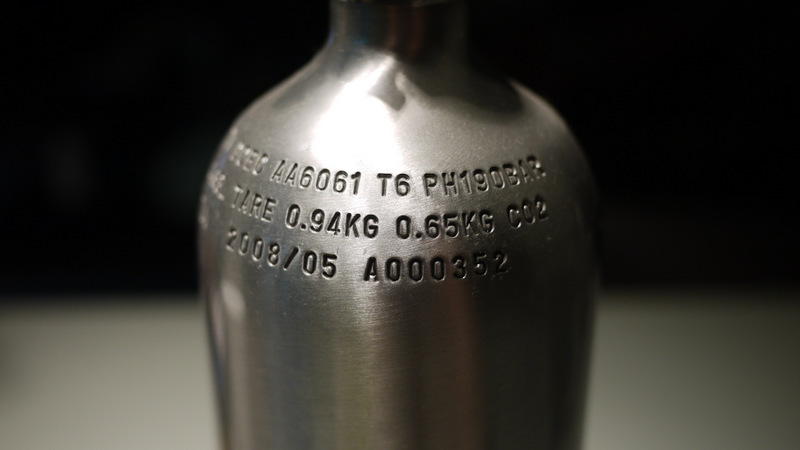 AA6061 T6 PH190BAR
TARE 0.94KG 0.65KG CO2
2008/05 A000352